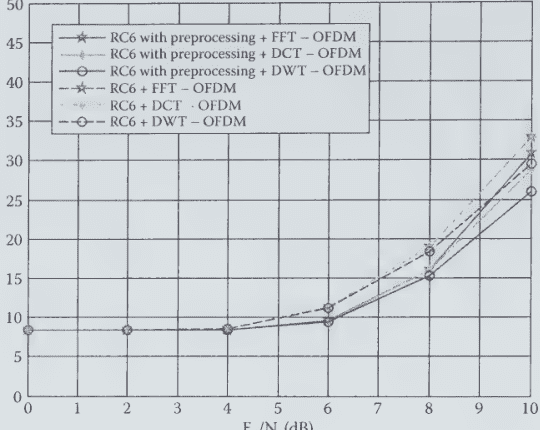 50
45
40
35
30
25
20
15
10
5
0
RC6 with preprocessing + FFT – OFDM
RC6 with preprocessing + DCT – OFDM
RC6 with preprocessing + DWT – OFDM
RC6 + FFT – OFDM
RC6 + DCT · OFDM
RC6 + DWT – OFDM
0 1 2 3 4 5 6 7 8 9 10
(dB)